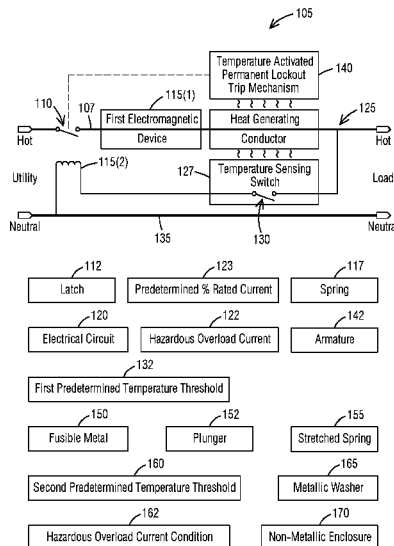 105
Temperature Activated
Permanent Lockout
Trip Mechanism
140
115(1)
110
107
First Electromagnetic
Device
Heat Generating
Conductor
125
Hot
Hot
115(2)
127
Temperature Sensing
Switch
Utility
Load
130
Neutral
135
Neutra
112
123
117
Latch
Predetermined % Rated Current
Spring
120
122
142
Electrical Circuit
Hazardous Overload Current
Armature
132
First Predetermined Temperature Threshold
150
152
155
Fusible Metal
Plunger
Stretched Spring
160
165
Second Predetermined Temperature Threshold
Metallic Washer
162
170
Hazardous Overload Current Condition
Non-Metallic Enclosure